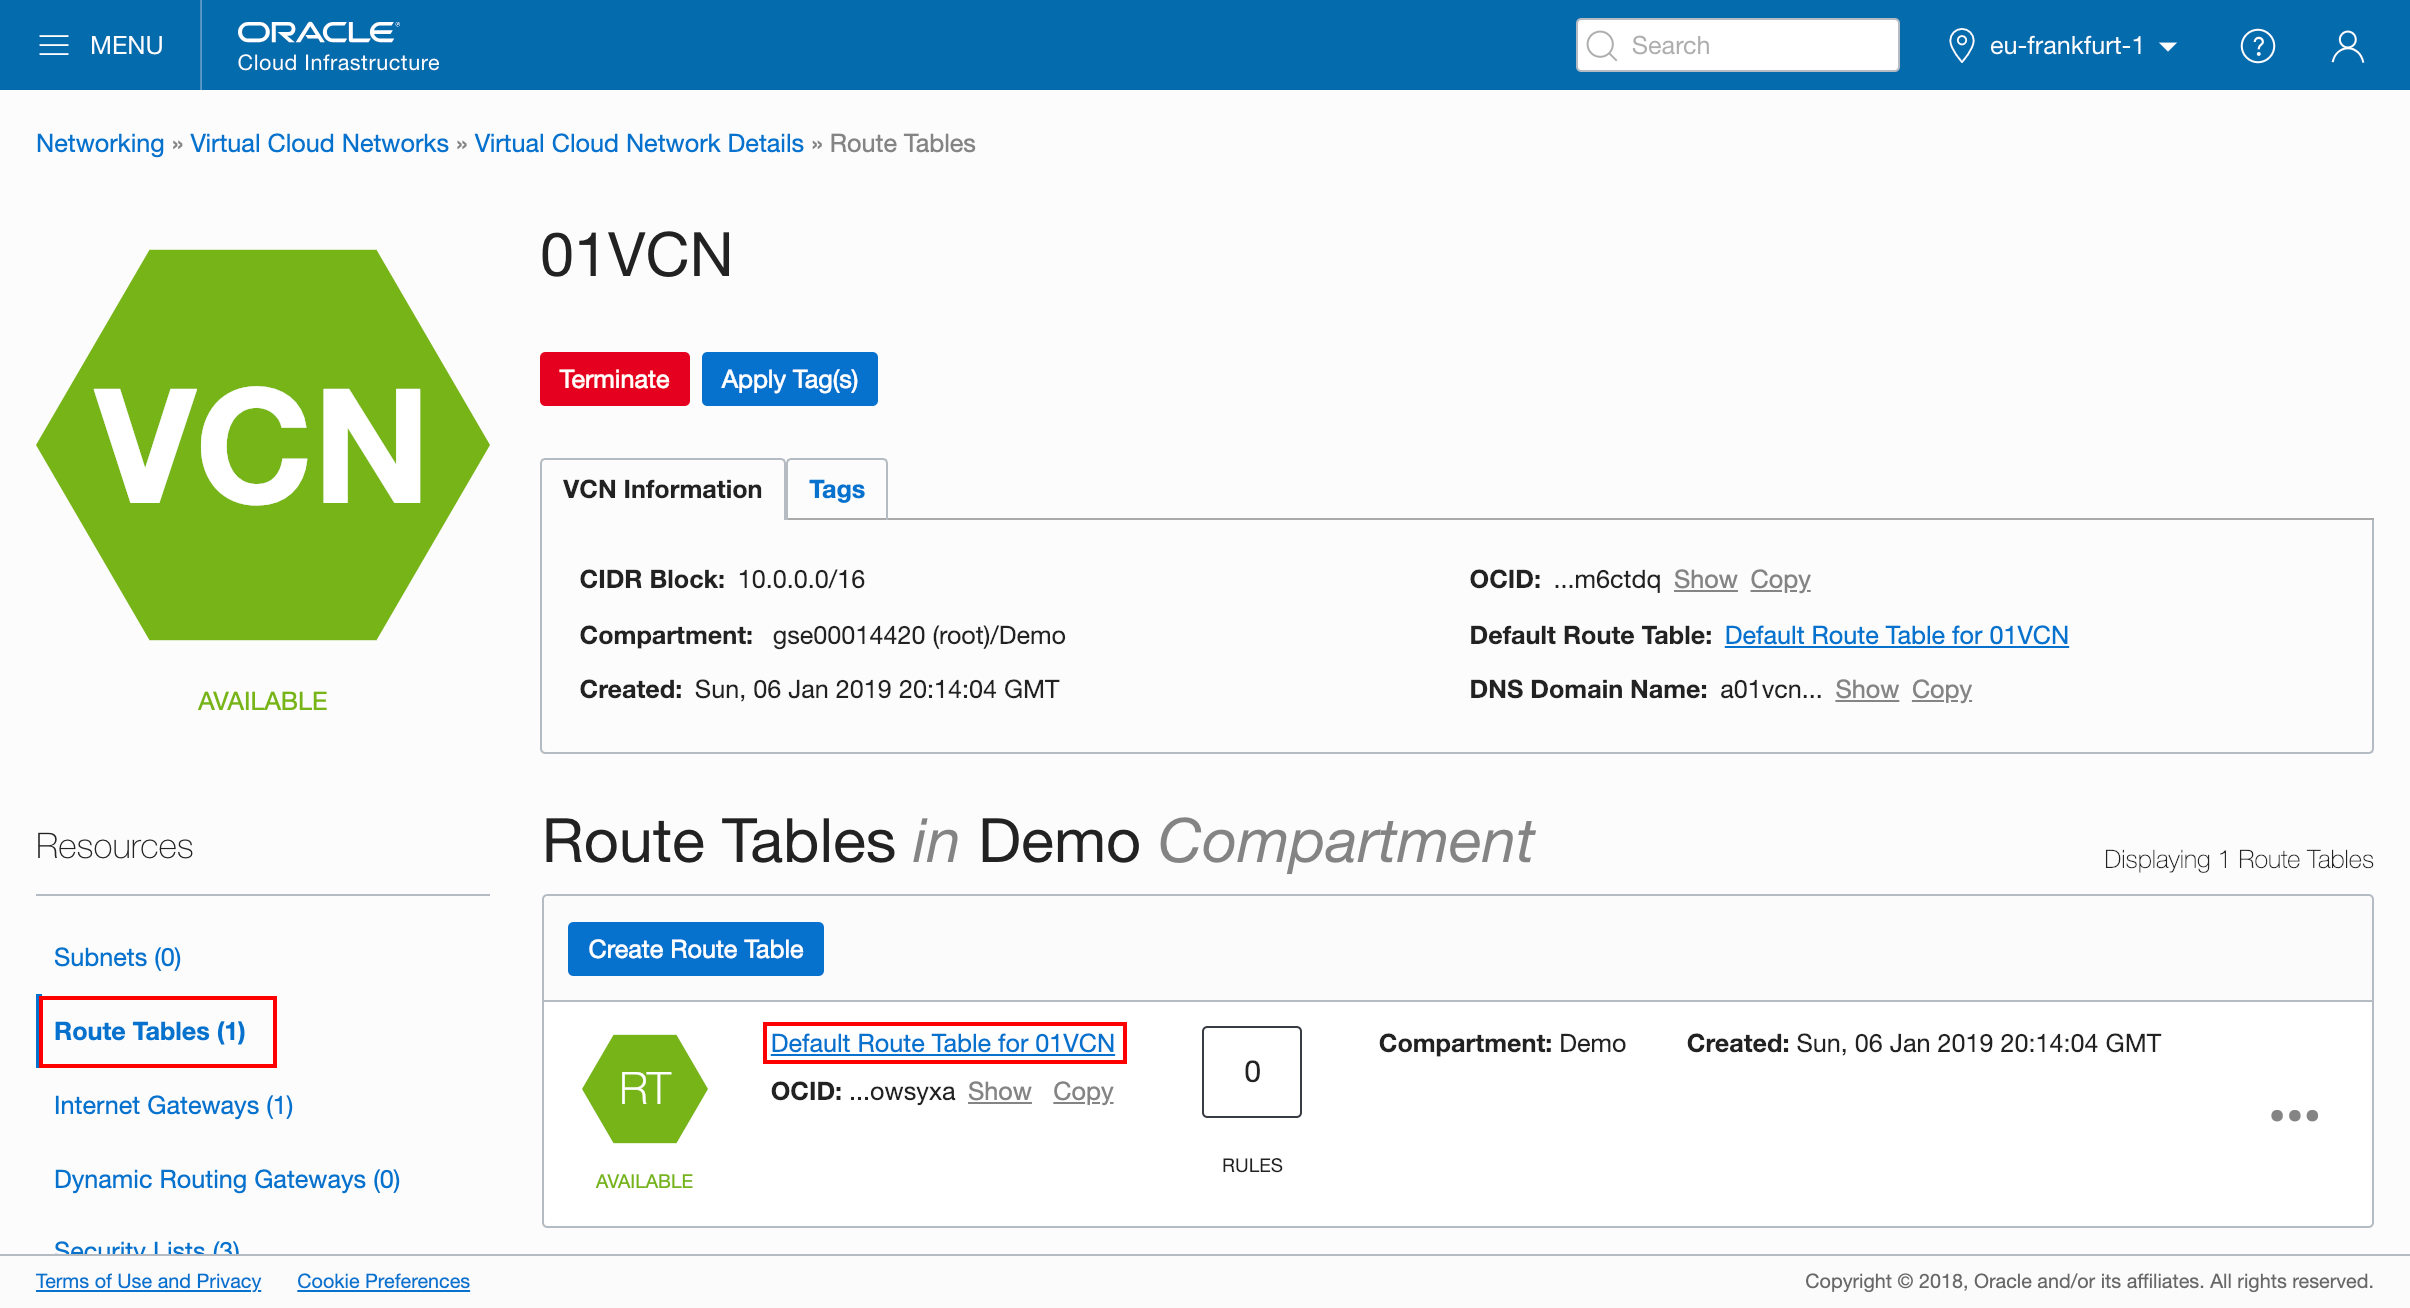 MENU
ORACLE
Cloud Infrastructure
Search
eu-frankfurt-1
?
Networking » Virtual Cloud Networks » Virtual Cloud Network Details » Route Tables
01VCN
VCN
AVAILABLE
Terminate
Apply Tag(s)
VCN Information
Tags
CIDR Block: 10.0.0.0/16
OCID: ...m6ctdq Show Copy
Compartment: gse00014420 (root)/Demo
Default Route Table: Default Route Table for 01VCN
Created: Sun, 06 Jan 2019 20:14:04 GMT
DNS Domain Name: a01vcn... Show Copy
Resources
Subnets (0)
Route Tables (1)
Internet Gateways (1)
Dynamic Routing Gateways (0)
Security Lists (3)
Route Tables in Demo Compartment
Displaying 1 Route Tables
Create Route Table
RT
AVAILABLE
Default Route Table for 01VCN
OCID: ...owsyxa Show Copy
0
RULES
Compartment: Demo
Created: Sun, 06 Jan 2019 20:14:04 GMT
Terms of Use and Privacy
Cookie Preferences
Copyright © 2018, Oracle and/or its affiliates. All rights reserved.